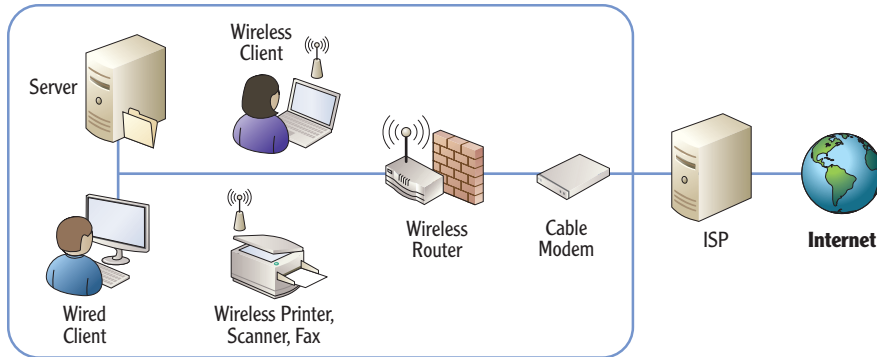 Wireless
Client
Server
Wireless
Router
Cable
Modem
ISP
Internet
Wired
Client
Wireless Printer,
Scanner, Fax